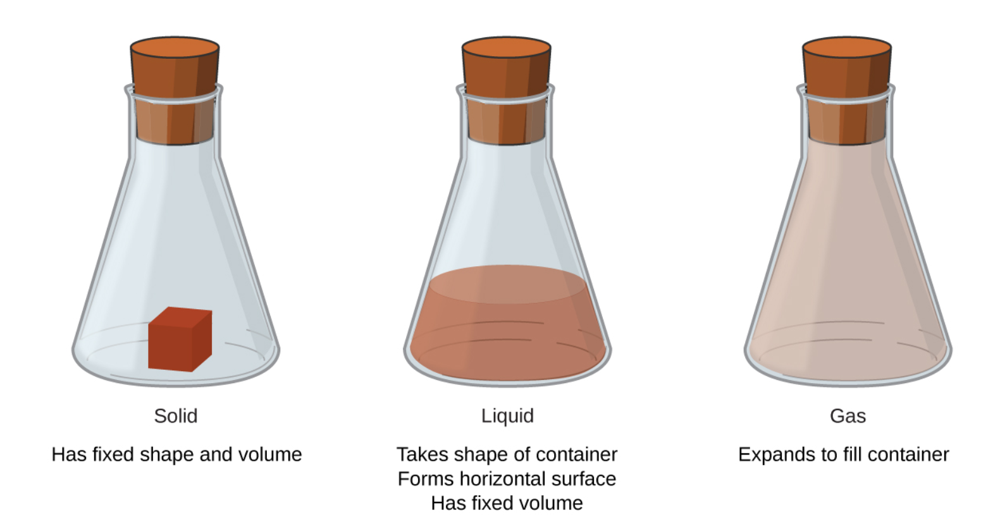 Solid
Has fixed shape and volume
Liquid
Takes shape of container
Forms horizontal surface
Has fixed volume
Gas
Expands to fill container